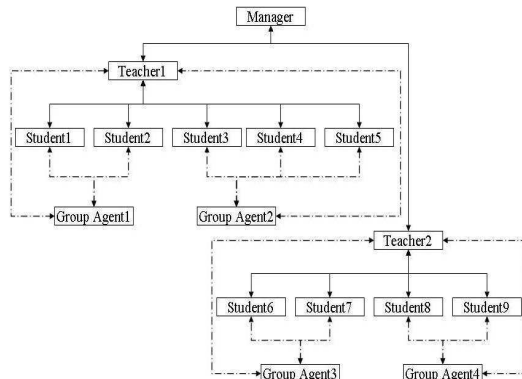 Manager
Teacher1
Student1 Student2 Student3 Student4 Student5
Group Agent1 Group Agent2
Teacher2
Student6 Student7 Student8 Student9
Group Agent3 Group Agent4